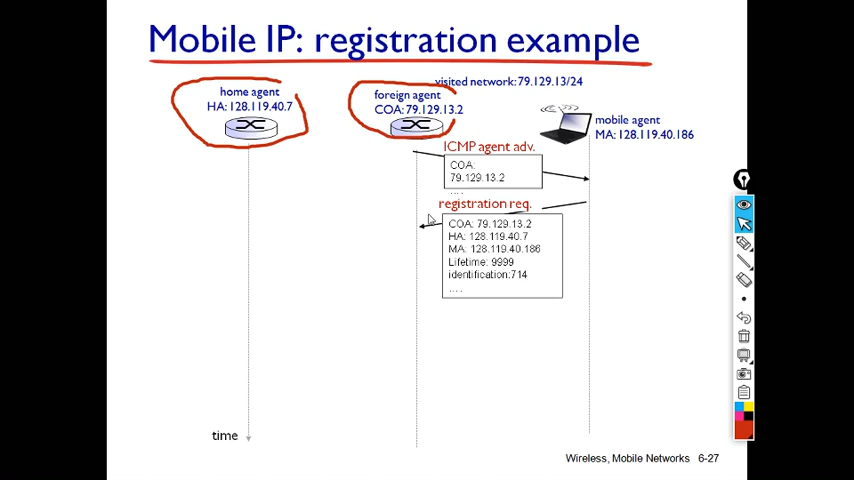 Mobile IP: registration example
visited network: 79.129.13/24
home agent
HA: 128.119.40.7
foreign agent
COA: 79.129.13.2
mobile agent
MA: 128.119.40.186
ICMP agent adv.
COA:
79.129.13.2
....
registration req.
COA: 79.129.13.2
HA: 128.119.40.7
MA: 128.119.40.186
Lifetime: 9999
identification:714
....
time
Wireless, Mobile Networks 6-27